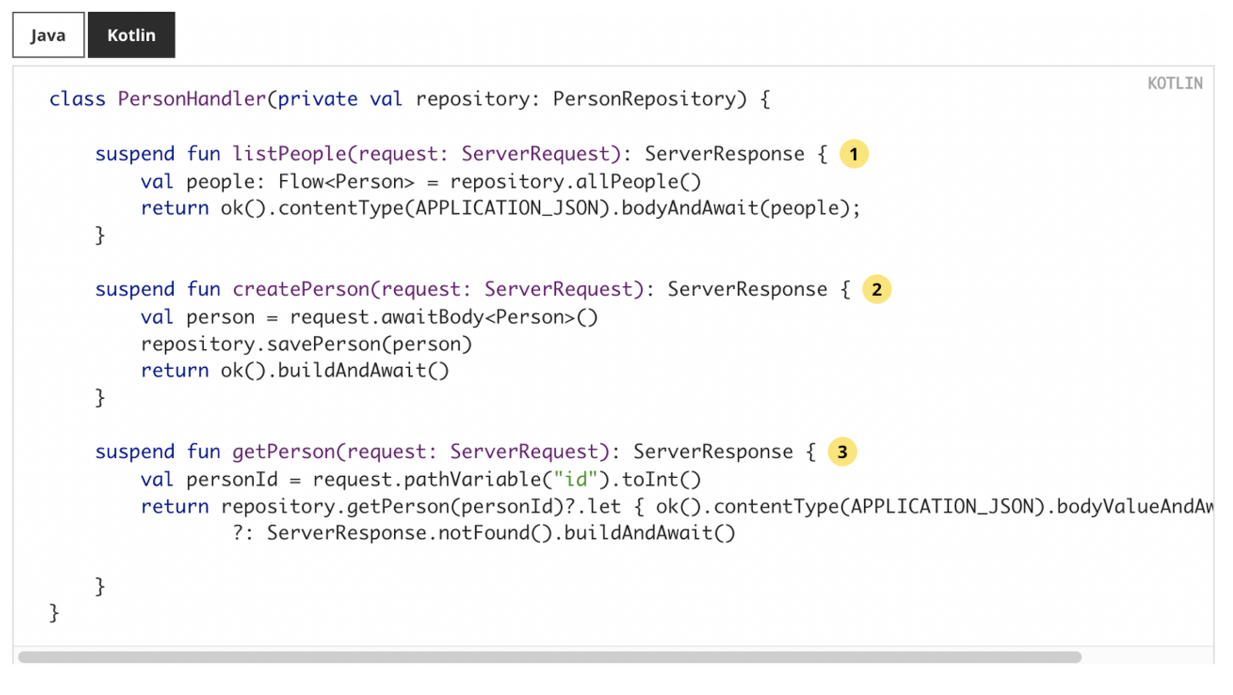 Java Kotlin
KOTLIN
class PersonHandler(private val repository: PersonRepository) {
suspend fun listPeople(request: ServerRequest): ServerResponse { 1
val people: Flow<Person> = repository.allPeople()
return ok().contentType(APPLICATION_JSON).bodyAndAwait(people);
}
suspend fun createPerson(request: ServerRequest): ServerResponse { 2
val person = request.awaitBody<Person>()
repository.savePerson(person)
return ok().buildAndAwait()
}
suspend fun getPerson(request: ServerRequest): ServerResponse { 3
val personId = request.pathVariable("id").toInt()
return repository.getPerson(personId)?.let { ok().contentType(APPLICATION_JSON).bodyValueAndAw
?: ServerResponse.notFound().buildAndAwait()
}
}